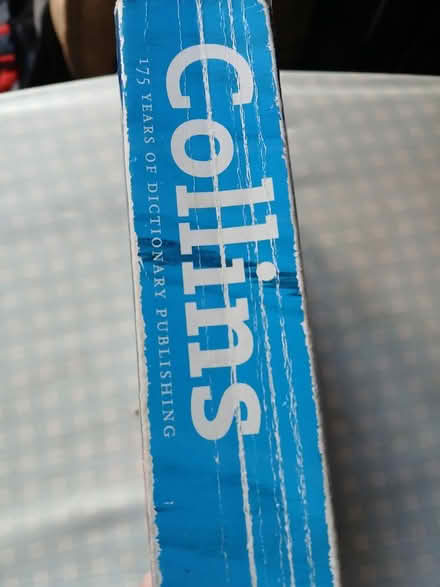 Collins
175 YEARS OF DICTIONARY PUBLISHING